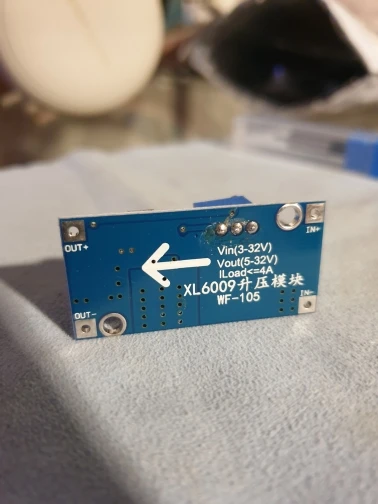 OUT+
IN+
Vin(3-32V)
Vout(5-32V)
ILoad<=4A
XL6009升压模块
WF-105
OUT-
IN-